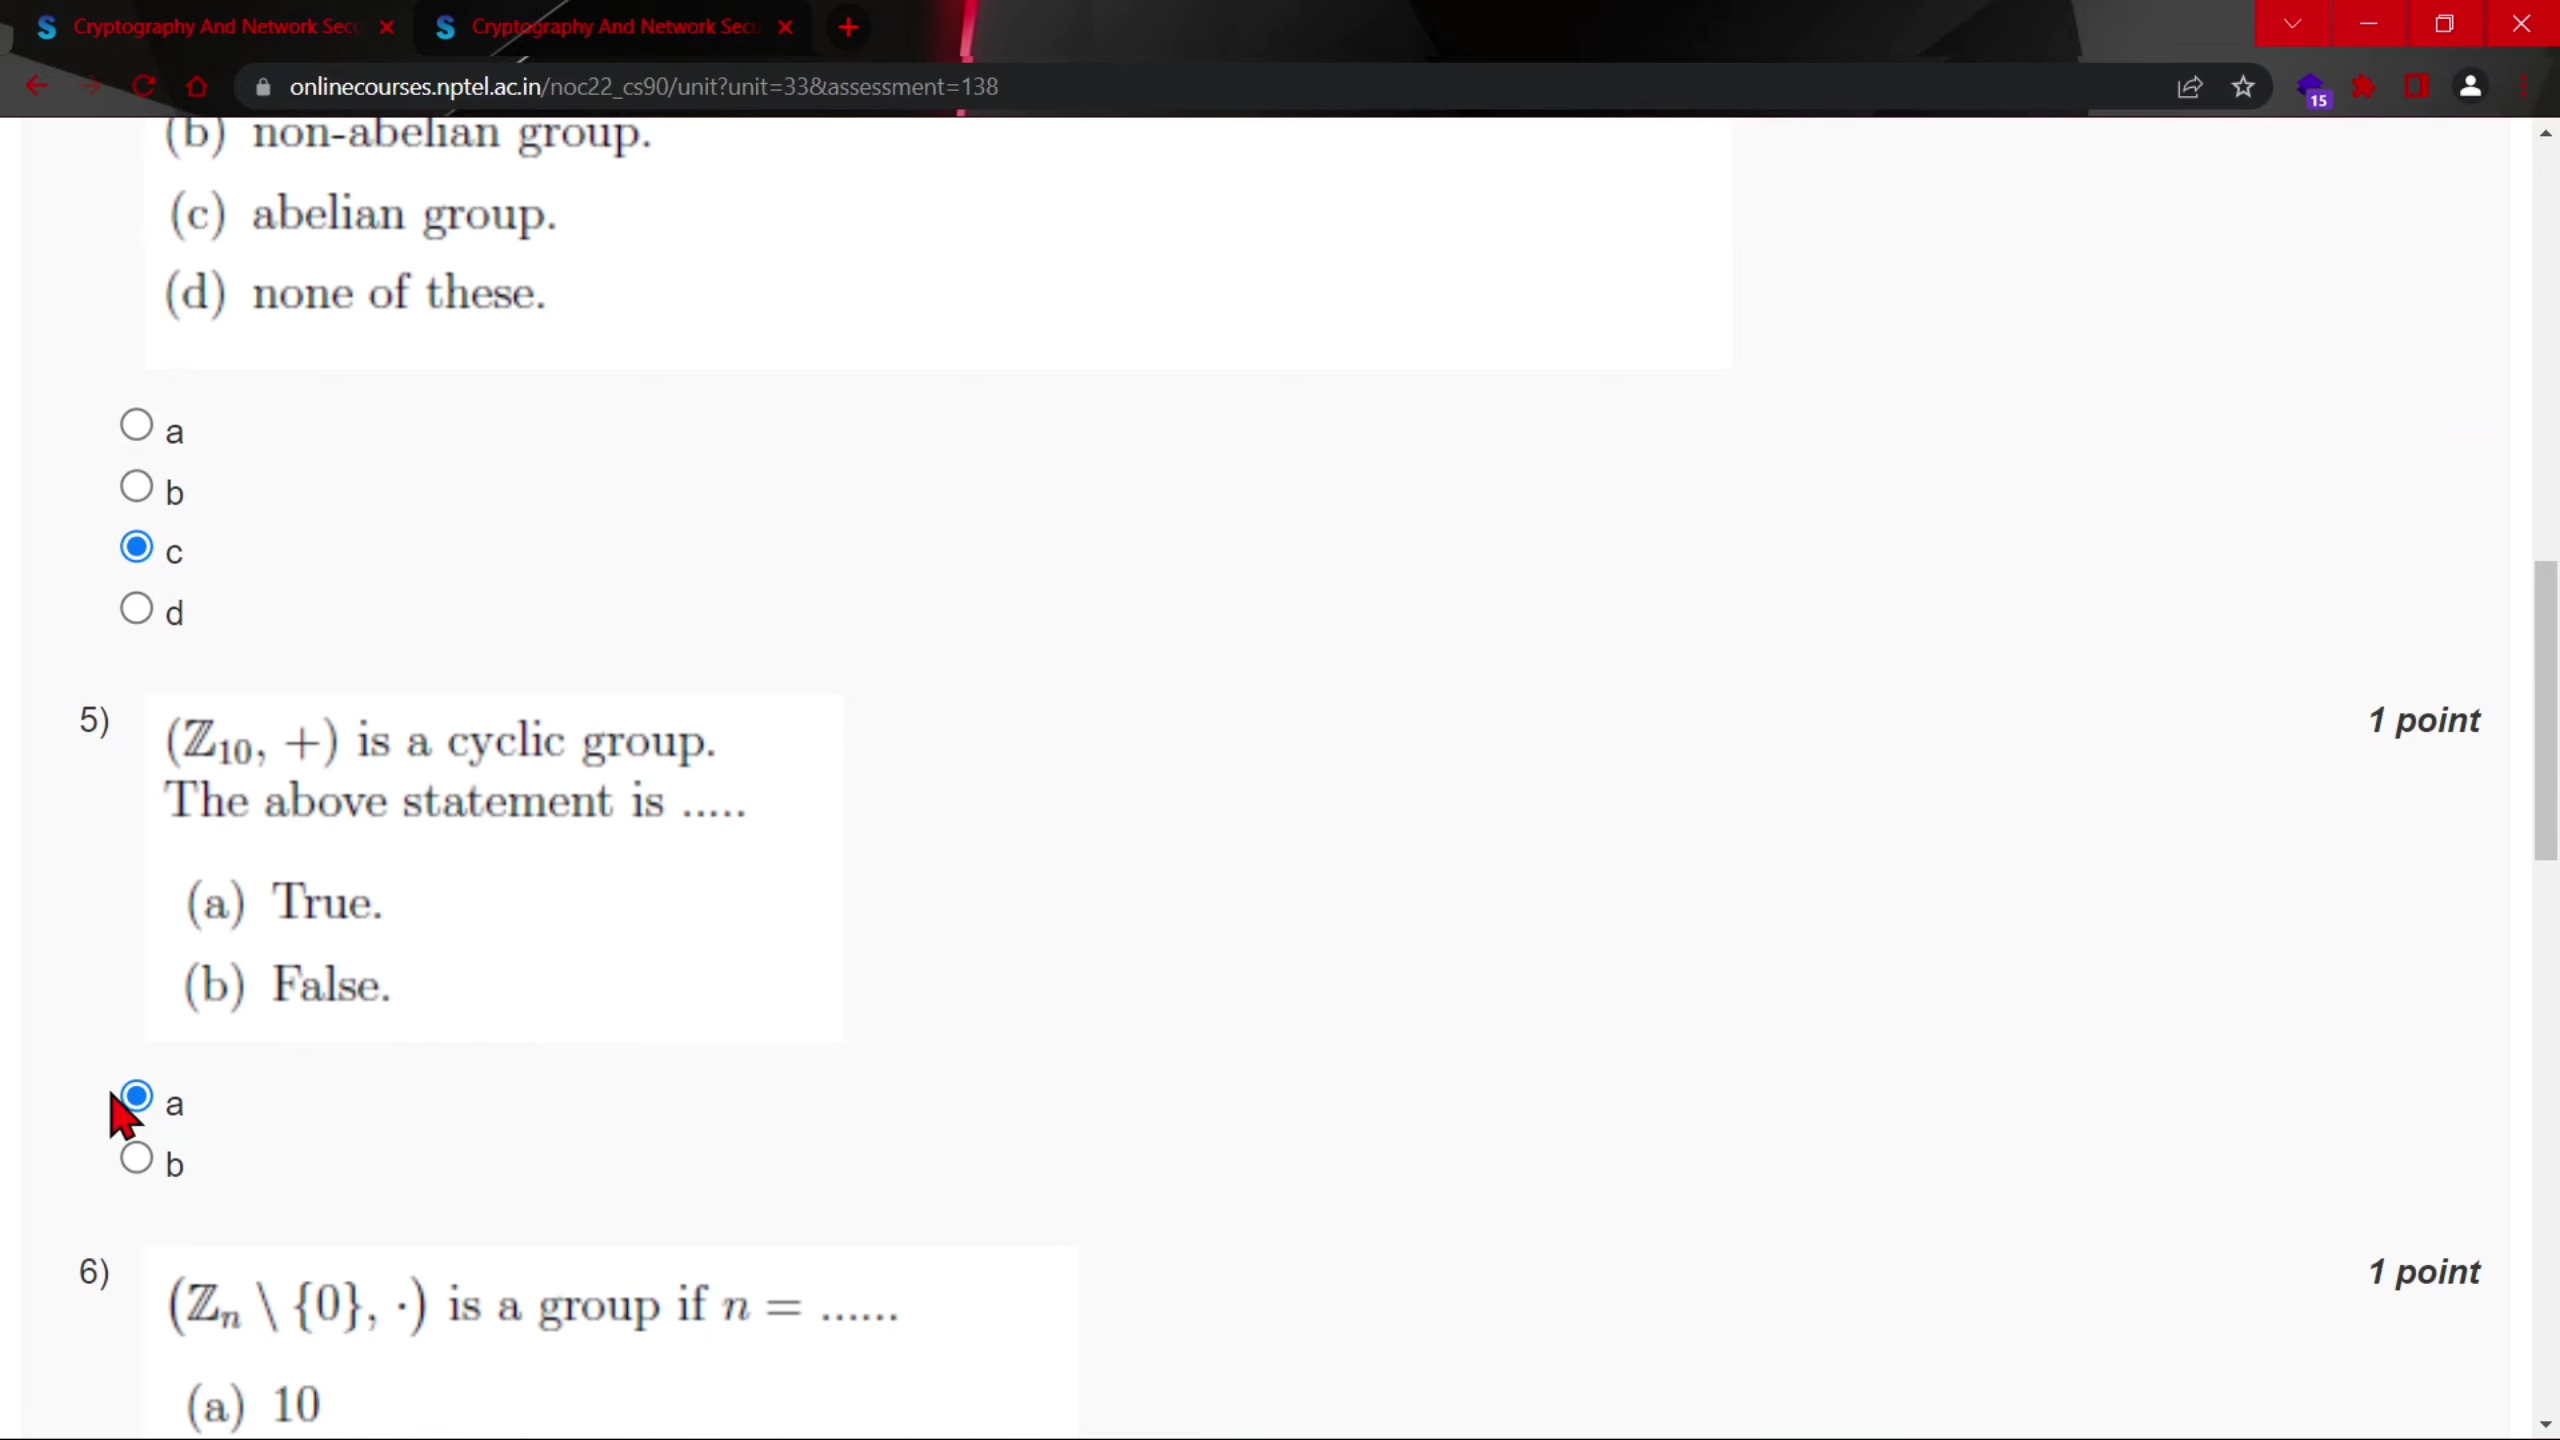 Cryptography And Network Secu
Cryptography And Network Secu
onlinecourses.nptel.ac.in/noc22_cs90/unit?unit=33&assessment=138
15
(b) non-abelian group.
(c) abelian group.
(d) none of these.
a
b
c
d
5)
(ℤ₁₀, +) is a cyclic group.
1 point
The above statement is .....
(a) True.
(b) False.
a
b
6)
(ℤₙ \ {0}, ·) is a group if n = ......
1 point
(a) 10